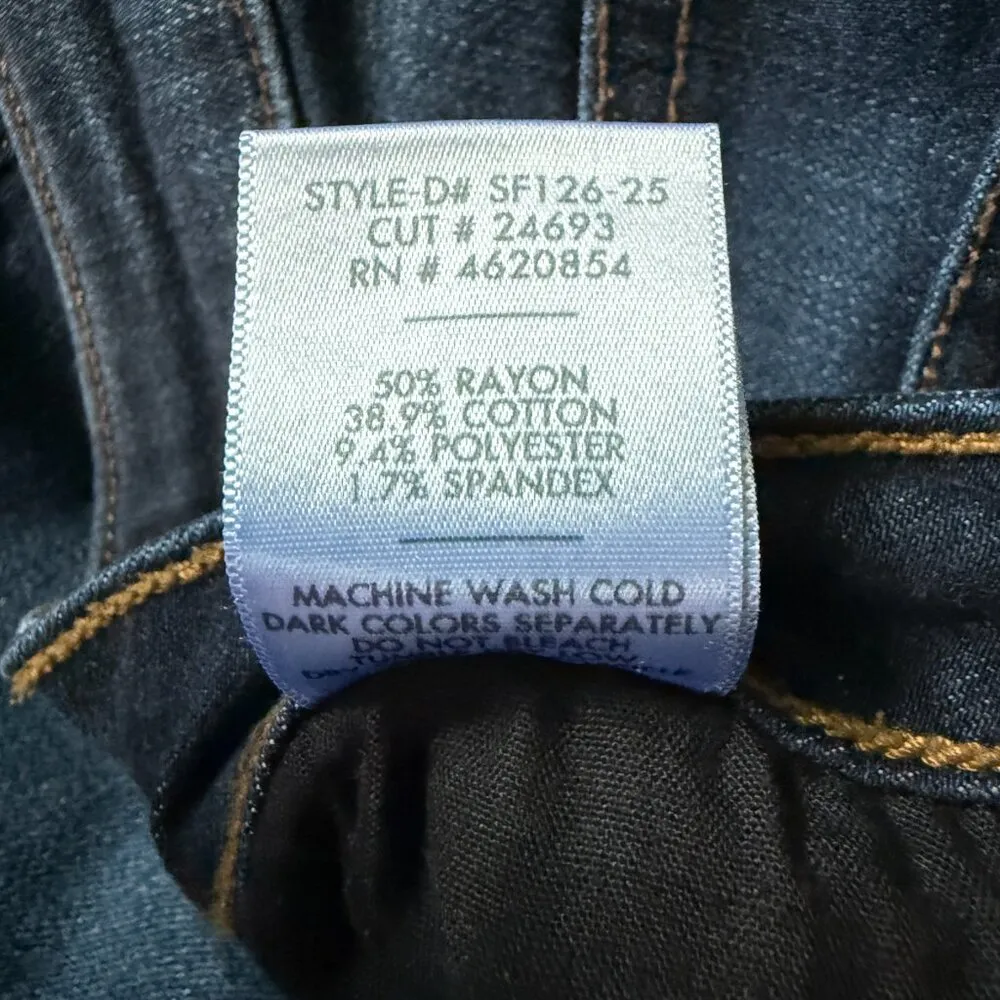 STYLE-D# SF126-25
CUT # 24693
RN # 4620854
50% RAYON
38.9% COTTON
9.4% POLYESTER
1.7% SPANDEX
MACHINE WASH COLD
DARK COLORS SEPARATELY
DO NOT BLEACH